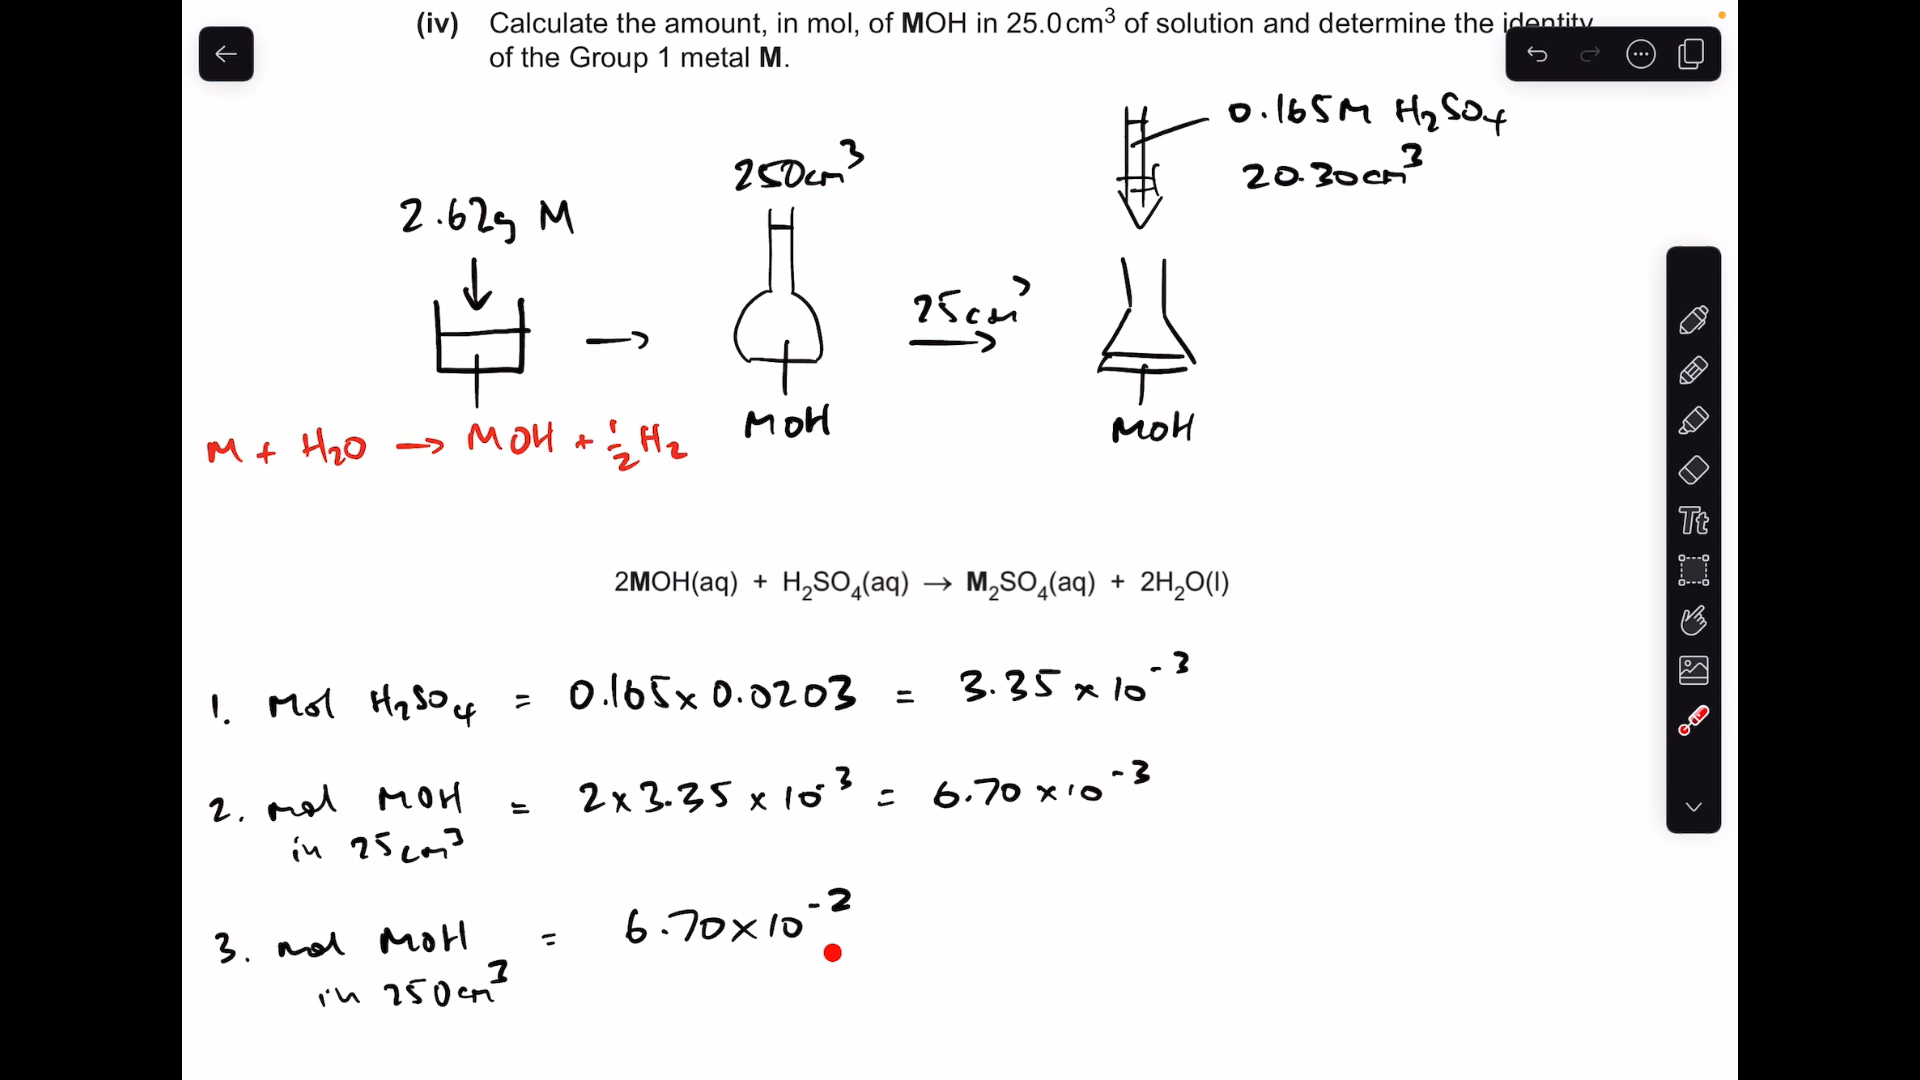 (iv) Calculate the amount, in mol, of MOH in 25.0 cm³ of solution and determine the identity
of the Group 1 metal M.
0.165M H₂SO₄
20.30cm³
250cm³
2.62g M
25cm³
MOH
MOH
M + H₂O → MOH + ½H₂
2MOH(aq) + H₂SO₄(aq) → M₂SO₄(aq) + 2H₂O(l)
1. Mol H₂SO₄ = 0.165 x 0.0203 = 3.35 x 10⁻³
2. mol MOH = 2 x 3.35 x 10⁻³ = 6.70 x 10⁻³
in 25cm³
3. mol MOH = 6.70 x 10⁻²
in 250cm³
Tt